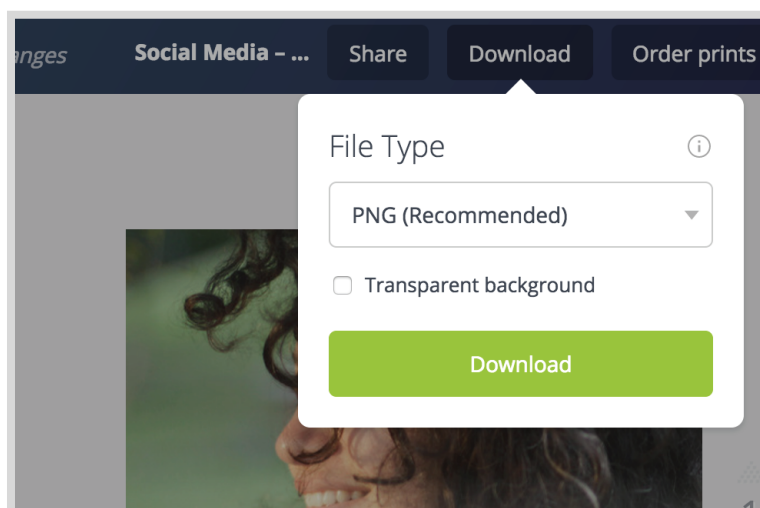 anges Social Media – ... Share Download Order prints
File Type
PNG (Recommended)
Transparent background
Download